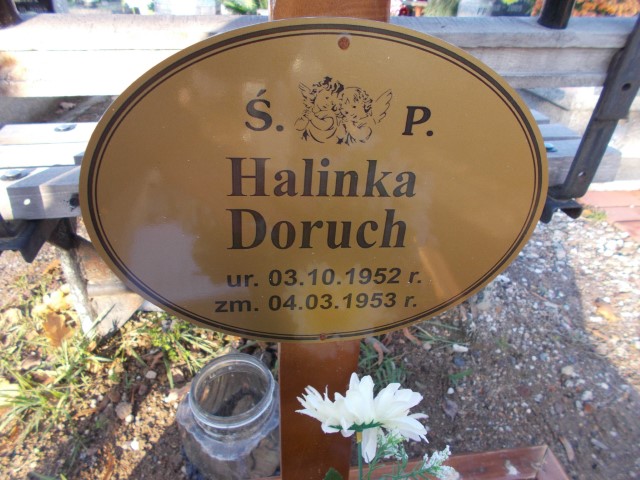 Ś. P.
Halinka
Doruch
ur. 03.10.1952 r.
zm. 04.03.1953 r.